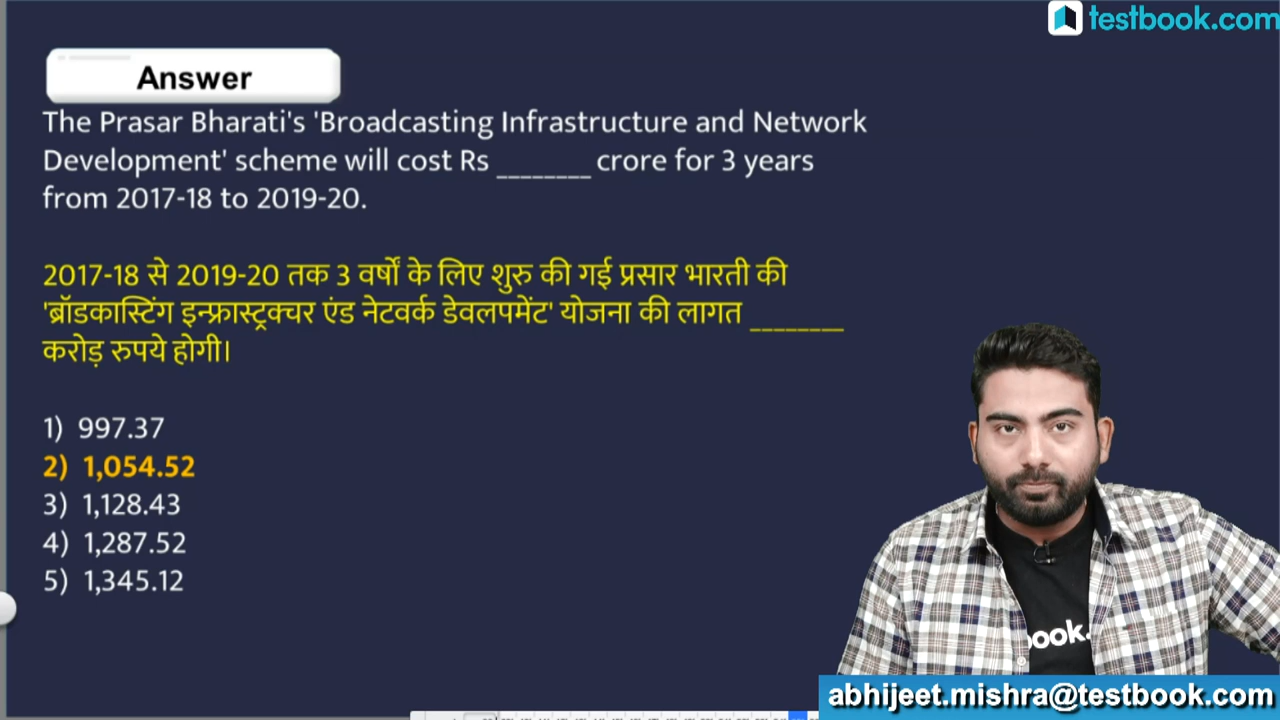 testbook.com
Answer
The Prasar Bharati's 'Broadcasting Infrastructure and Network
Development' scheme will cost Rs ________ crore for 3 years
from 2017-18 to 2019-20.
2017-18 से 2019-20 तक 3 वर्षों के लिए शुरु की गई प्रसार भारती की
'ब्रॉडकास्टिंग इन्फ्रास्ट्रक्चर एंड नेटवर्क डेवलपमेंट' योजना की लागत ________
करोड़ रुपये होगी।
1) 997.37
2) 1,054.52
3) 1,128.43
4) 1,287.52
5) 1,345.12
book.
abhijeet.mishra@testbook.com